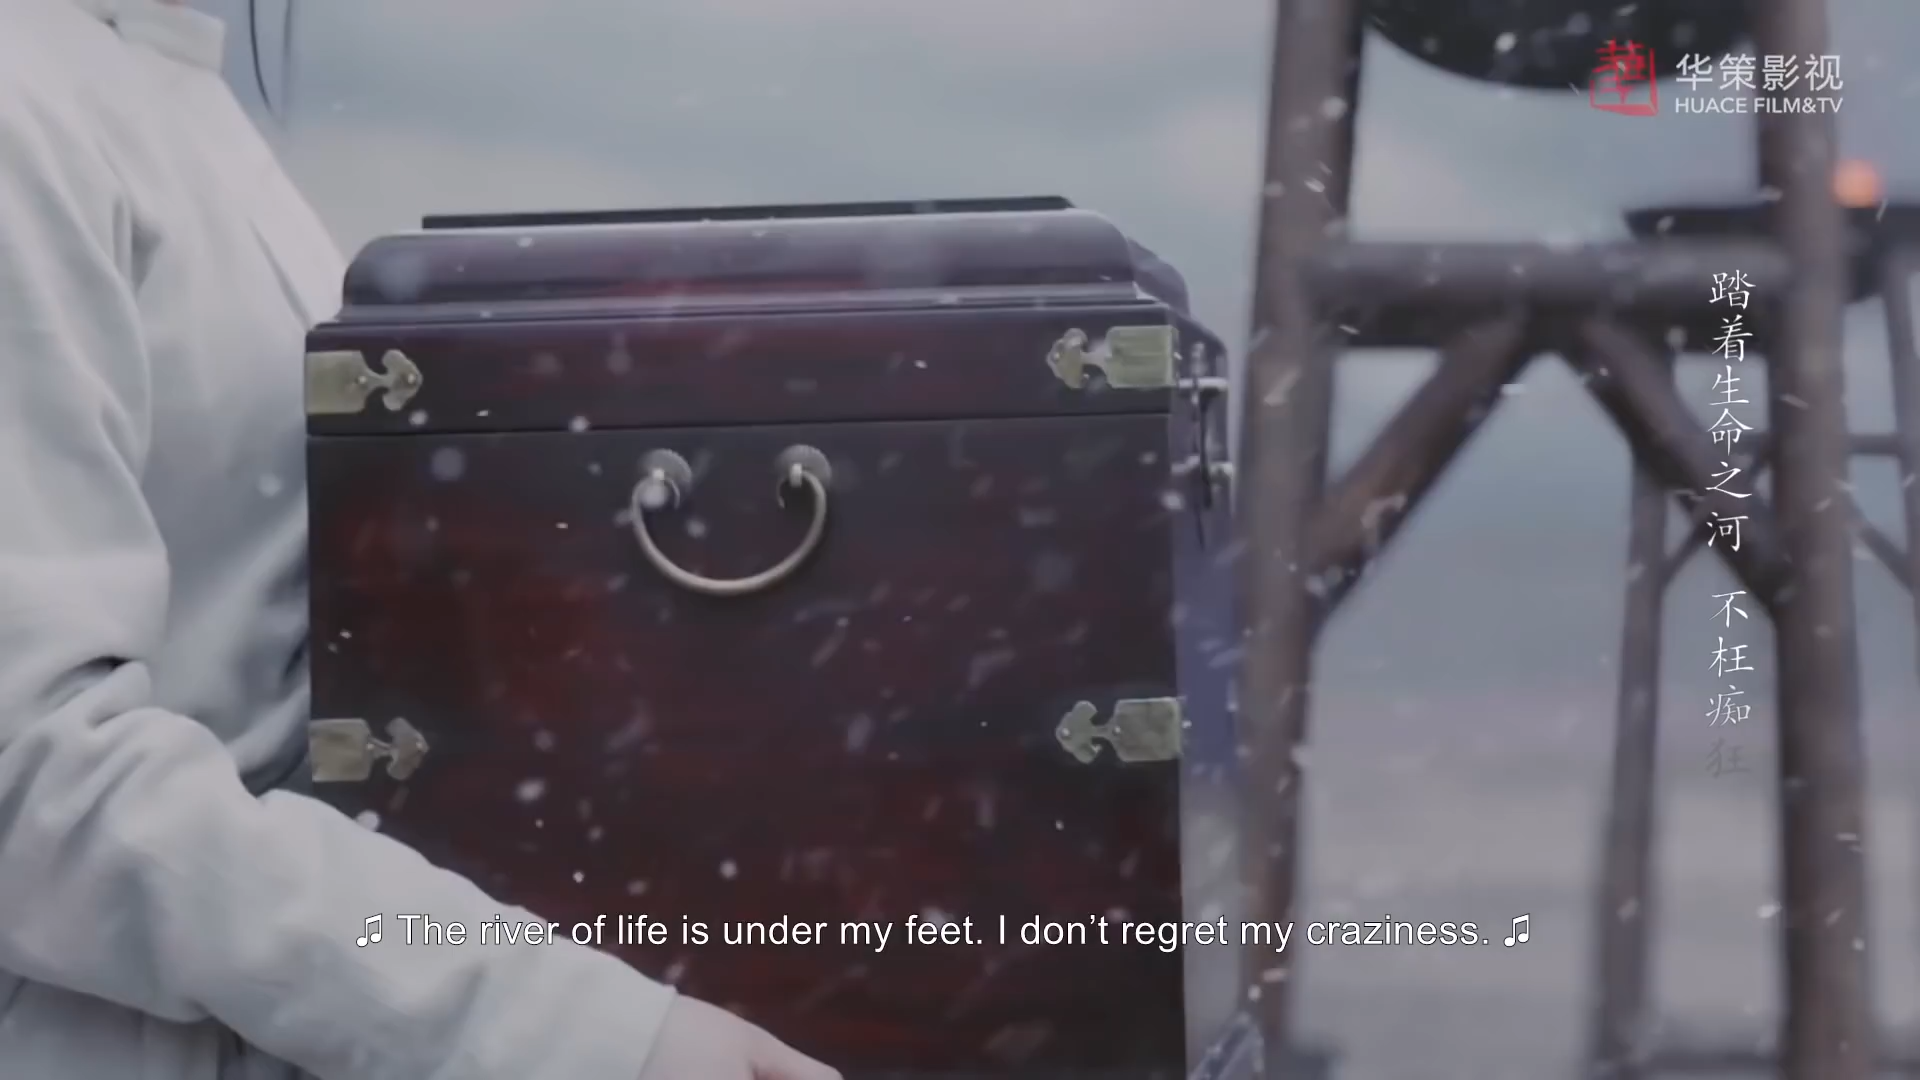 华策影视
HUACE FILM&TV
踏着生命之河 不枉痴狂
♫ The river of life is under my feet. I don’t regret my craziness. ♫